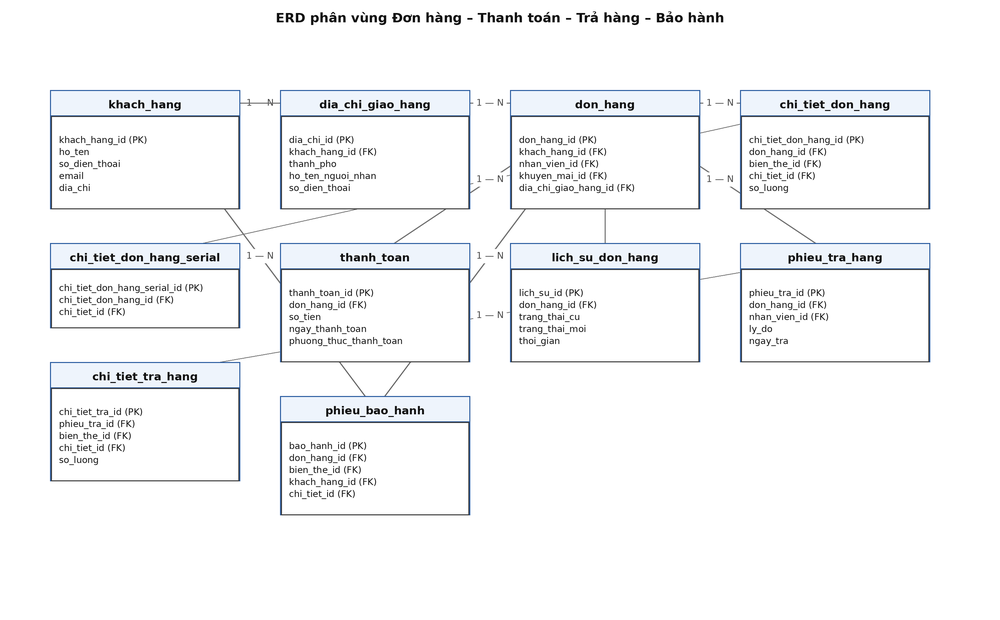 ERD phân vùng Đơn hàng – Thanh toán – Trả hàng – Bảo hành
khach_hang
khach_hang_id (PK)
ho_ten
so_dien_thoai
email
dia_chi
1 — N
dia_chi_giao_hang
dia_chi_id (PK)
khach_hang_id (FK)
thanh_pho
ho_ten_nguoi_nhan
so_dien_thoai
1 — N
1 — N
don_hang
don_hang_id (PK)
khach_hang_id (FK)
nhan_vien_id (FK)
khuyen_mai_id (FK)
dia_chi_giao_hang_id (FK)
1 — N
1 — N
chi_tiet_don_hang
chi_tiet_don_hang_id (PK)
don_hang_id (FK)
bien_the_id (FK)
chi_tiet_id (FK)
so_luong
chi_tiet_don_hang_serial
chi_tiet_don_hang_serial_id (PK)
chi_tiet_don_hang_id (FK)
chi_tiet_id (FK)
1 — N
thanh_toan
thanh_toan_id (PK)
don_hang_id (FK)
so_tien
ngay_thanh_toan
phuong_thuc_thanh_toan
1 — N
1 — N
lich_su_don_hang
lich_su_id (PK)
don_hang_id (FK)
trang_thai_cu
trang_thai_moi
thoi_gian
phieu_tra_hang
phieu_tra_id (PK)
don_hang_id (FK)
nhan_vien_id (FK)
ly_do
ngay_tra
chi_tiet_tra_hang
chi_tiet_tra_id (PK)
phieu_tra_id (FK)
bien_the_id (FK)
chi_tiet_id (FK)
so_luong
phieu_bao_hanh
bao_hanh_id (PK)
don_hang_id (FK)
bien_the_id (FK)
khach_hang_id (FK)
chi_tiet_id (FK)